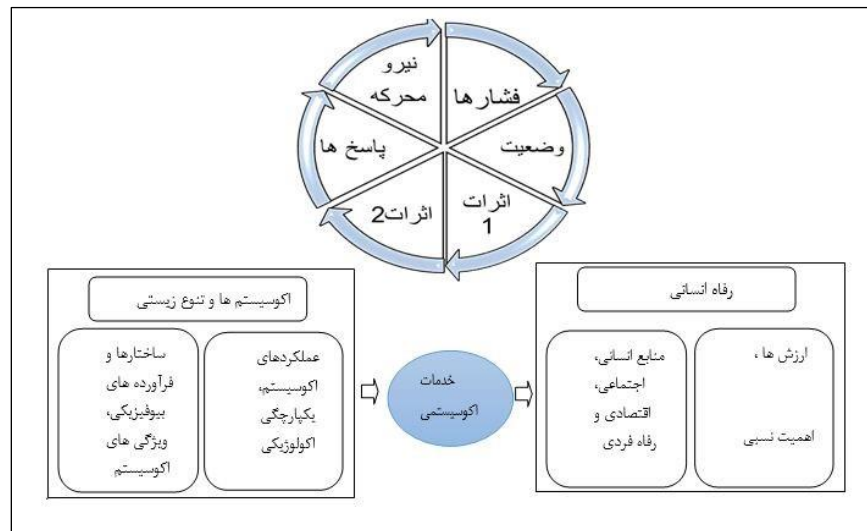 نیرو
محرکه
فشارها
وضعیت
اثرات
1
اثرات2
پاسخ ها
رفاه انسانی
ارزش ها ،
اهمیت نسبی
منابع انسانی،
اجتماعی،
اقتصادی و
رفاه فردی
خدمات
اکوسیستمی
اکوسیستم ها و تنوع زیستی
عملکردهای
اکوسیستم،
یکپارچگی
اکولوژیکی
ساختارها و
فرآورده های
بیوفیزیکی،
ویژگی های
اکوسیستم